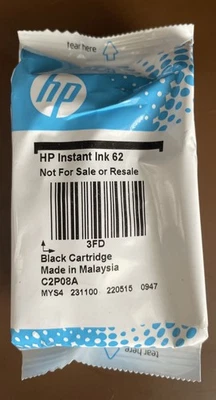 tear here
hp
HP Instant Ink 62
Not For Sale or Resale
3FD
Black Cartridge
Made in Malaysia
C2P08A
MYS4 231100 220515 0947
tear here